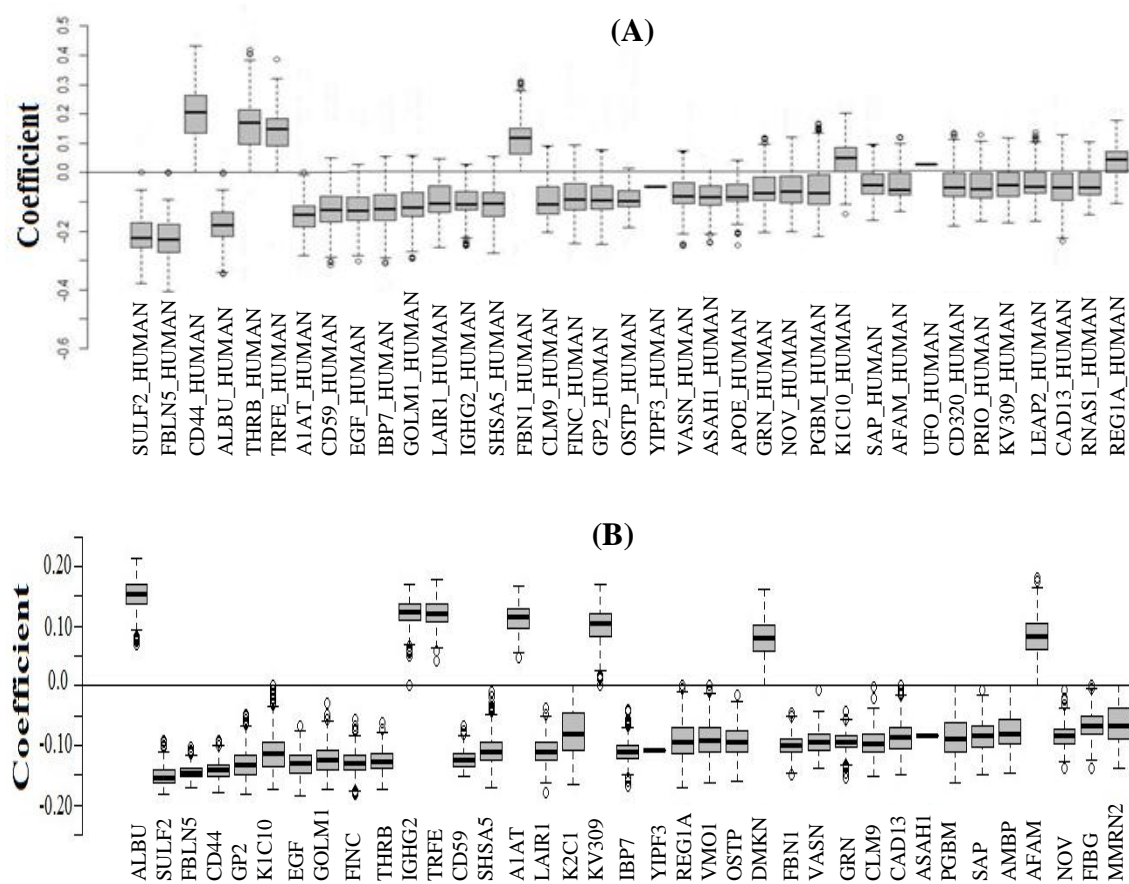 (A)
Coefficient
0.5
0.4
0.3
0.2
0.1
0.0
-0.2
-0.4
-0.6
SULF2_HUMAN
FBLN5_HUMAN
CD44_HUMAN
ALBU_HUMAN
THRB_HUMAN
TRFE_HUMAN
A1AT_HUMAN
CD59_HUMAN
EGF_HUMAN
IBP7_HUMAN
GOLM1_HUMAN
LAIR1_HUMAN
IGHG2_HUMAN
SHSA5_HUMAN
FBN1_HUMAN
CLM9_HUMAN
FINC_HUMAN
GP2_HUMAN
OSTP_HUMAN
YIPF3_HUMAN
VASN_HUMAN
ASAH1_HUMAN
APOE_HUMAN
GRN_HUMAN
NOV_HUMAN
PGBM_HUMAN
K1C10_HUMAN
SAP_HUMAN
AFAM_HUMAN
UFO_HUMAN
CD320_HUMAN
PRIO_HUMAN
KV309_HUMAN
LEAP2_HUMAN
CAD13_HUMAN
RNAS1_HUMAN
REG1A_HUMAN
(B)
Coefficient
0.20
0.10
0.0
-0.10
-0.20
ALBU
SULF2
FBLN5
CD44
GP2
K1C10
EGF
GOLM1
FINC
THRB
IGHG2
TRFE
CD59
SHSA5
A1AT
LAIR1
K2C1
KV309
IBP7
YIPF3
REG1A
VMO1
OSTP
DMKN
FBN1
VASN
GRN
CLM9
CAD13
ASAH1
PGBM
SAP
AMBP
AFAM
NOV
FIBG
MMRN2